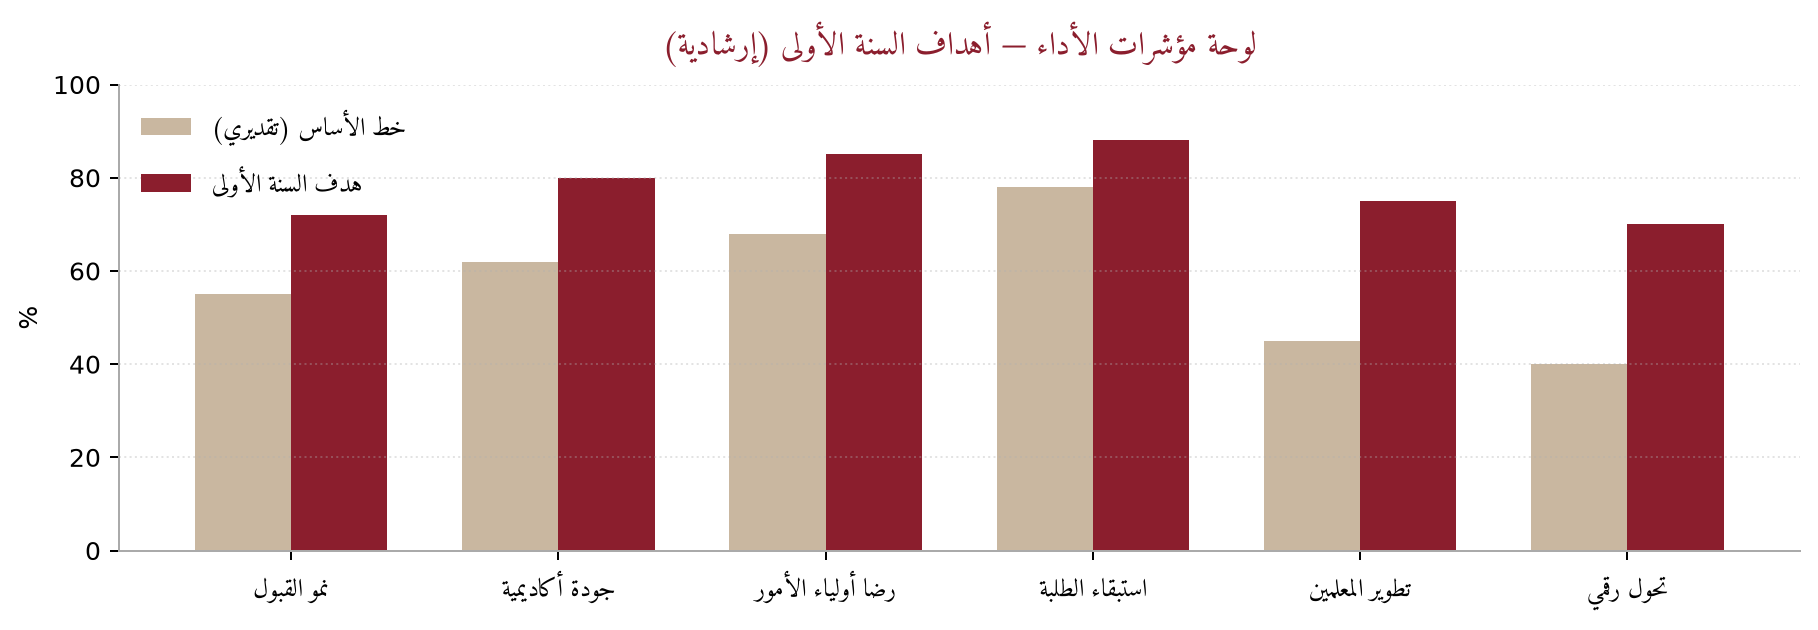 لوحة مؤشرات الأداء — أهداف السنة الأولى (إرشادية)
خط الأساس (تقديري)
هدف السنة الأولى
%
100
80
60
40
20
0
نمو القبول
جودة أكاديمية
رضا أولياء الأمور
استبقاء الطلبة
تطوير المعلمين
تحول رقمي